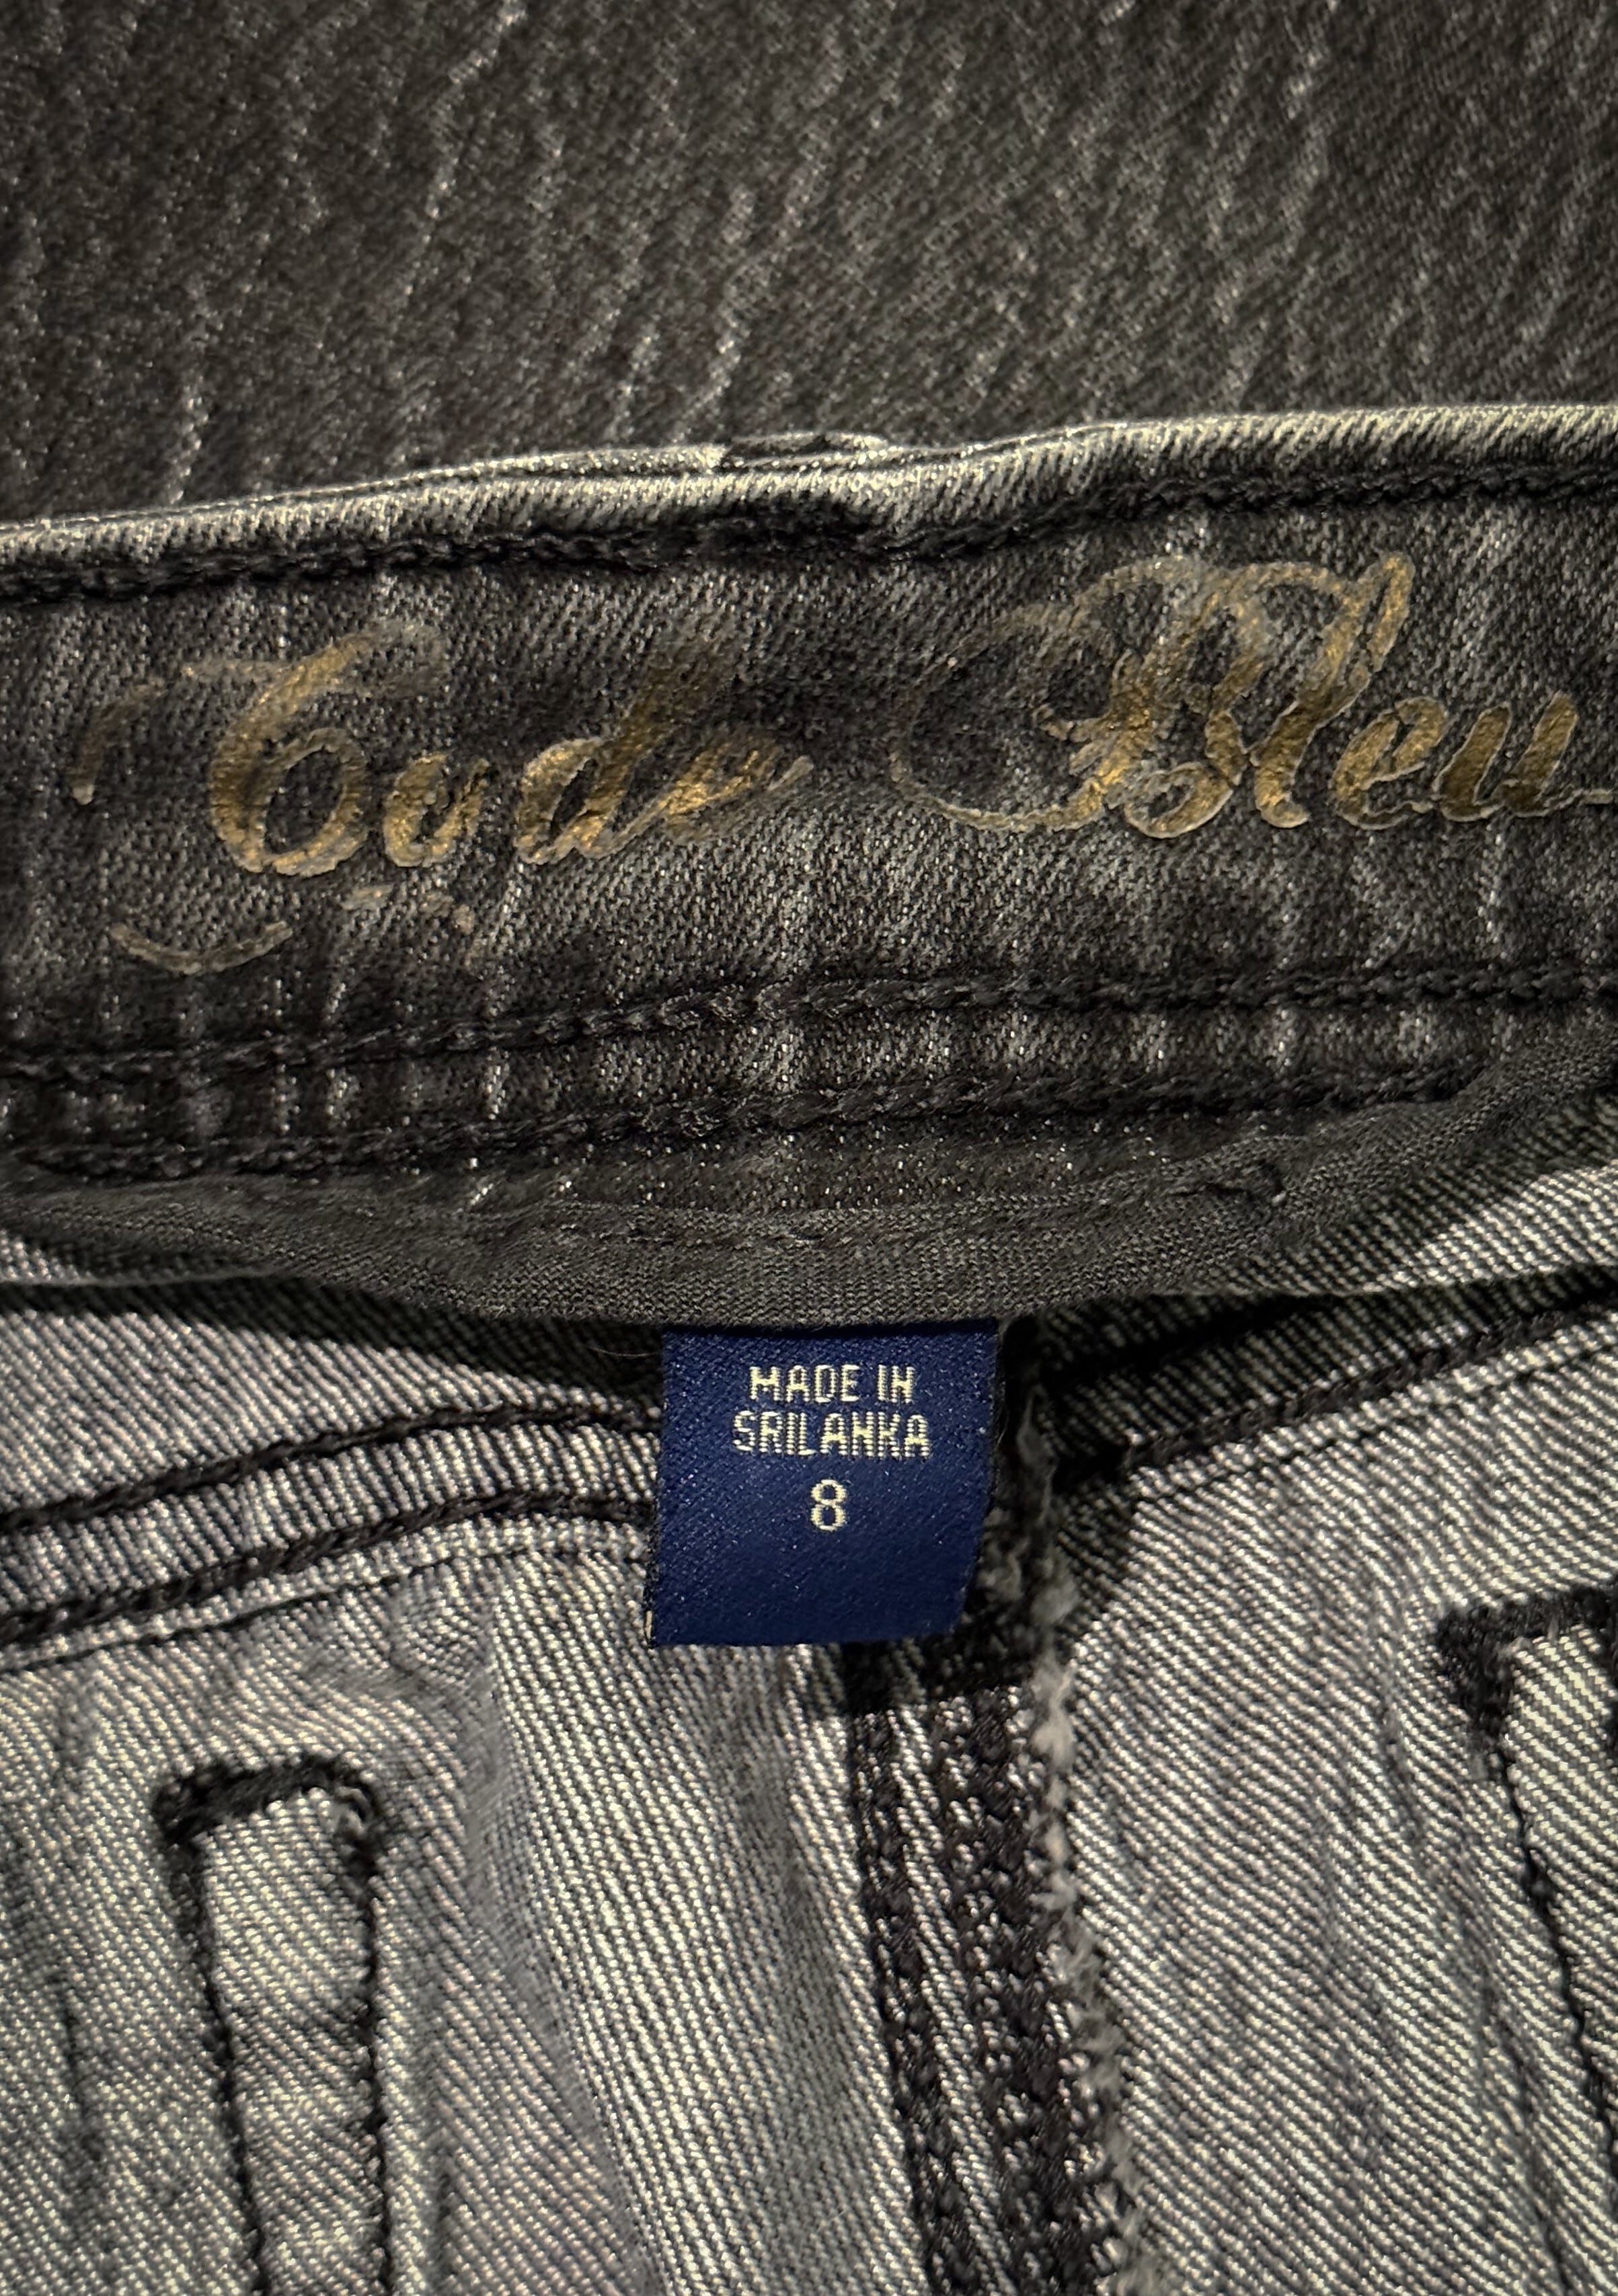 Code Bleu
MADE IN
SRILANKA
8